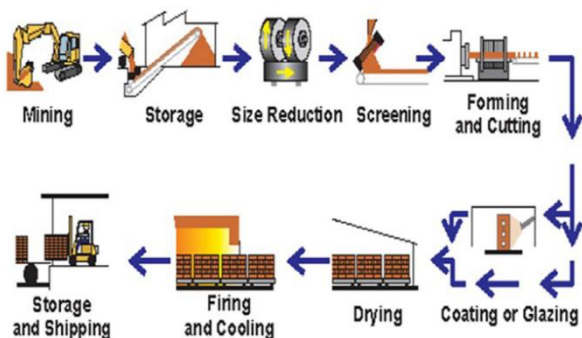 Mining
Storage
Size Reduction
Screening
Forming
and Cutting
Storage
and Shipping
Firing
and Cooling
Drying
Coating or Glazing